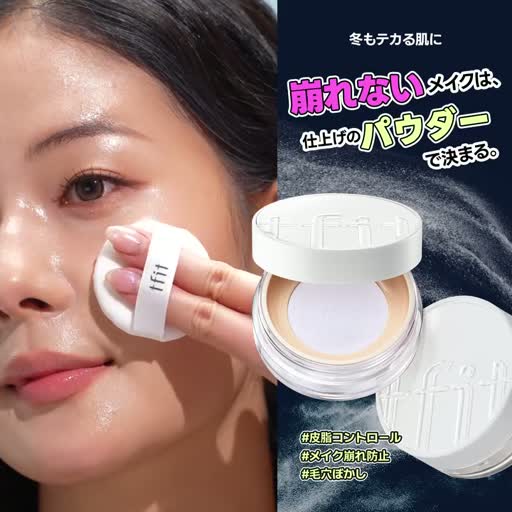 冬もテカる肌に
崩れないメイクは、
仕上げのパウダー
で決まる。
tfit
tfit
tfit
#皮脂コントロール
#メイク崩れ防止
#毛穴ぼかし